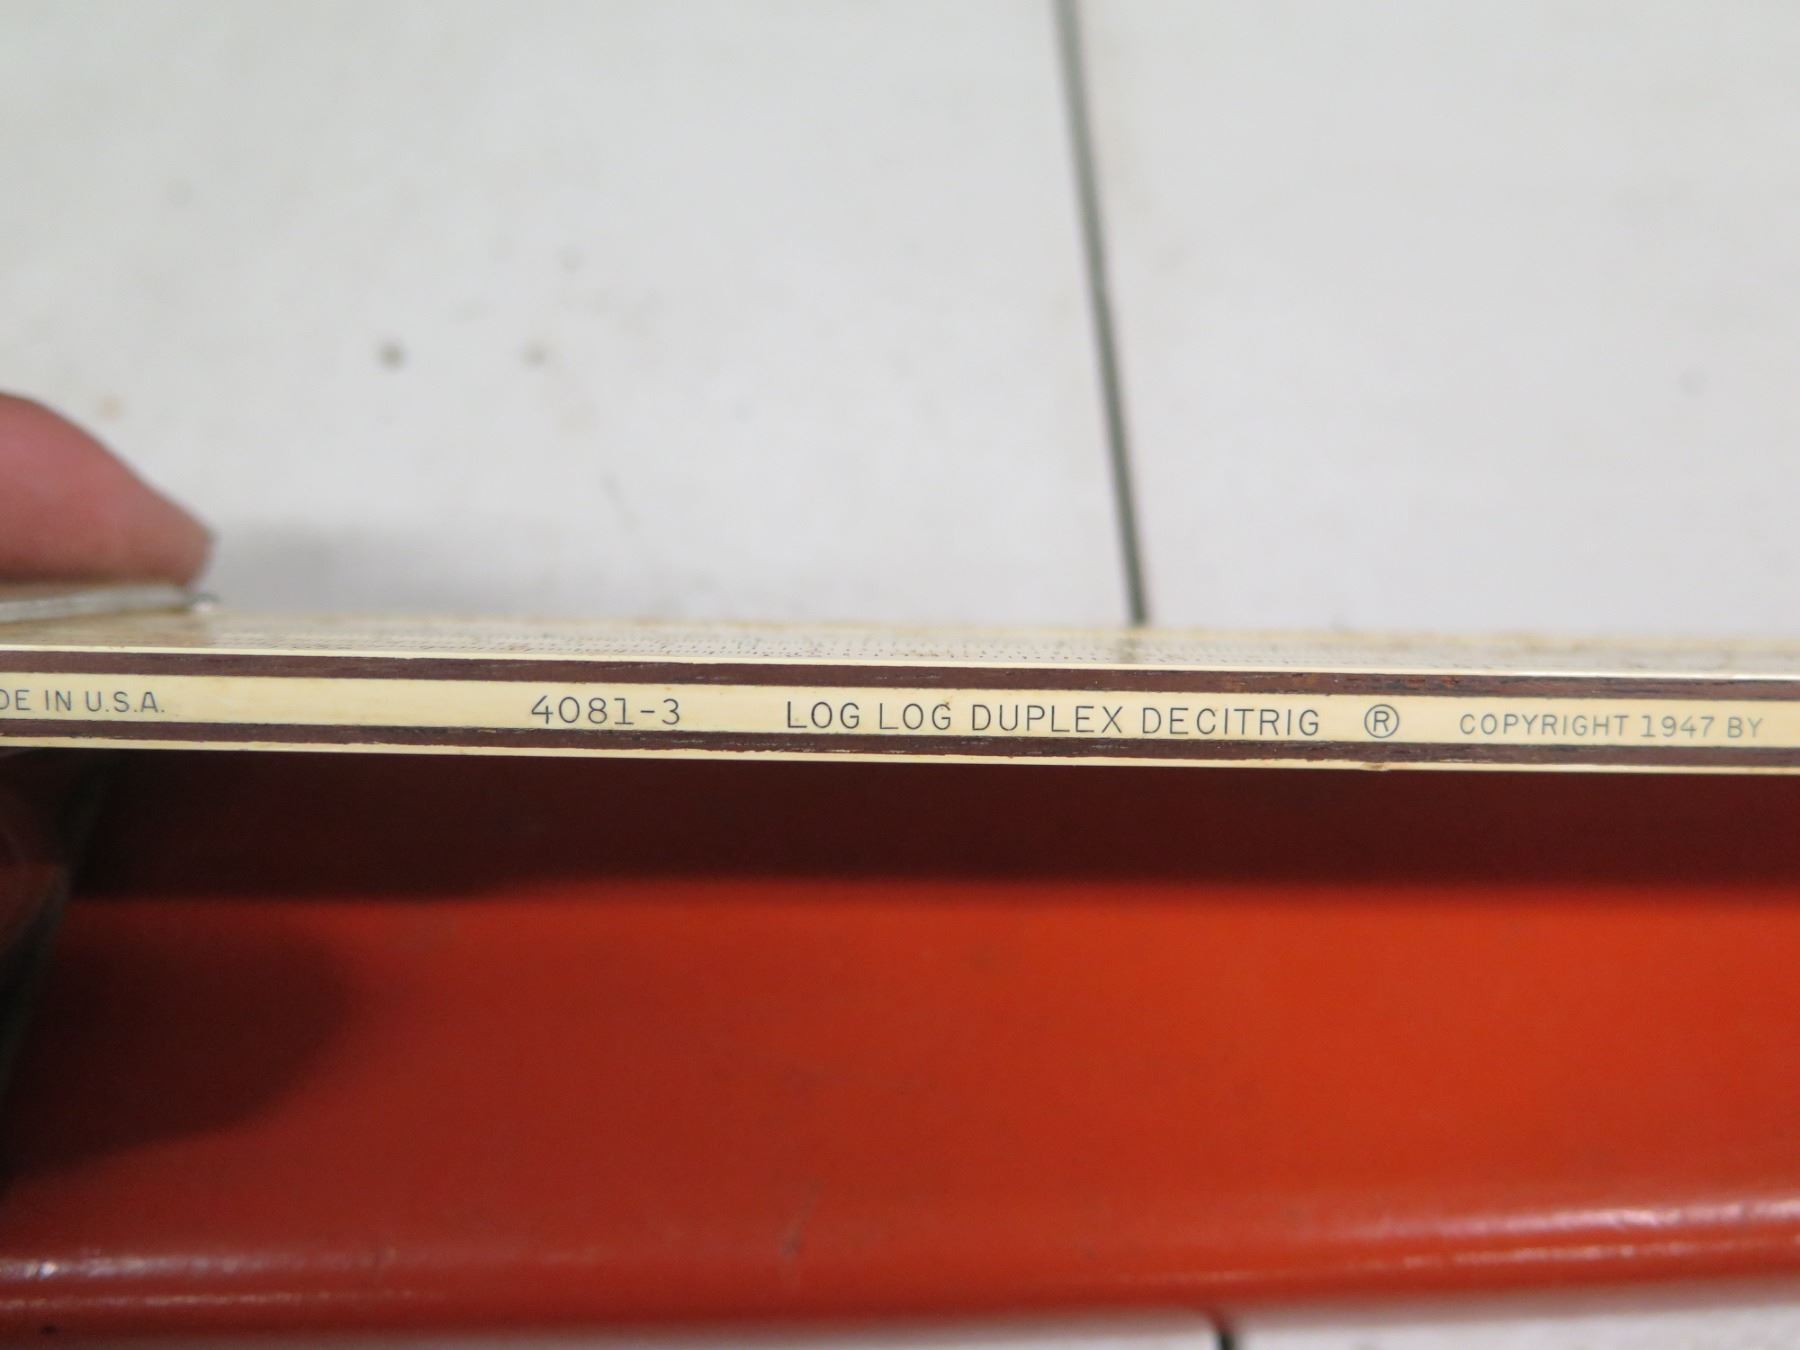 DE IN U.S.A. 4081-3 LOG LOG DUPLEX DECITRIG ® COPYRIGHT 1947 BY